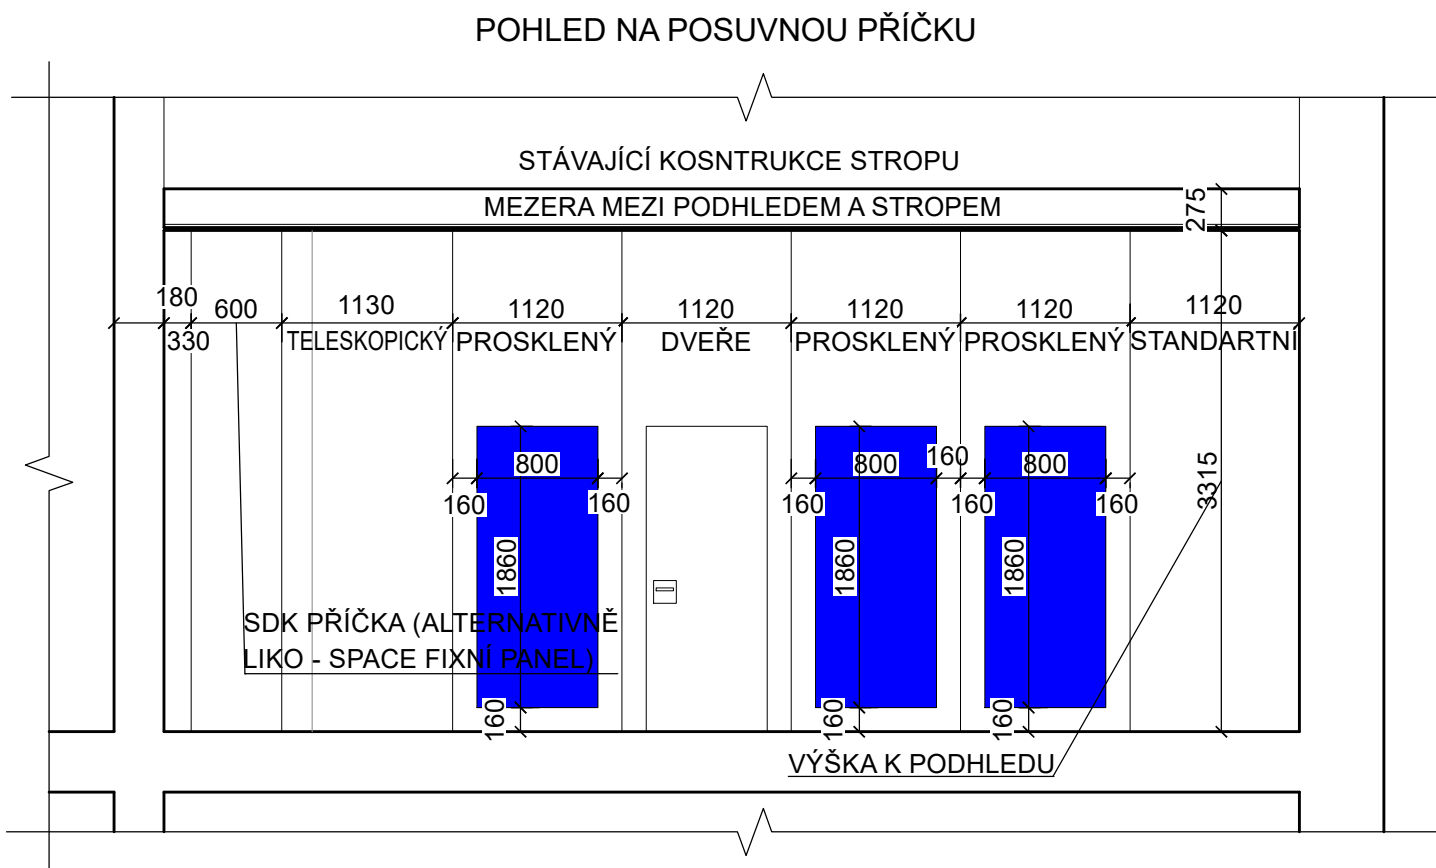 POHLED NA POSUVNOU PŘÍČKU
STÁVAJÍCÍ KOSNTRUKCE STROPU
MEZERA MEZI PODHLEDEM A STROPEM
275
180 600 1130 1120 1120 1120 1120 1120
330 TELESKOPICKÝ PROSKLENÝ DVEŘE PROSKLENÝ PROSKLENÝ STANDARTNÍ
800 800 160 800
160 160 160 160 160
3315
1860 1860 1860
SDK PŘÍČKA (ALTERNATIVNĚ
LIKO - SPACE FIXNÍ PANEL)
160 160 160
VÝŠKA K PODHLEDU